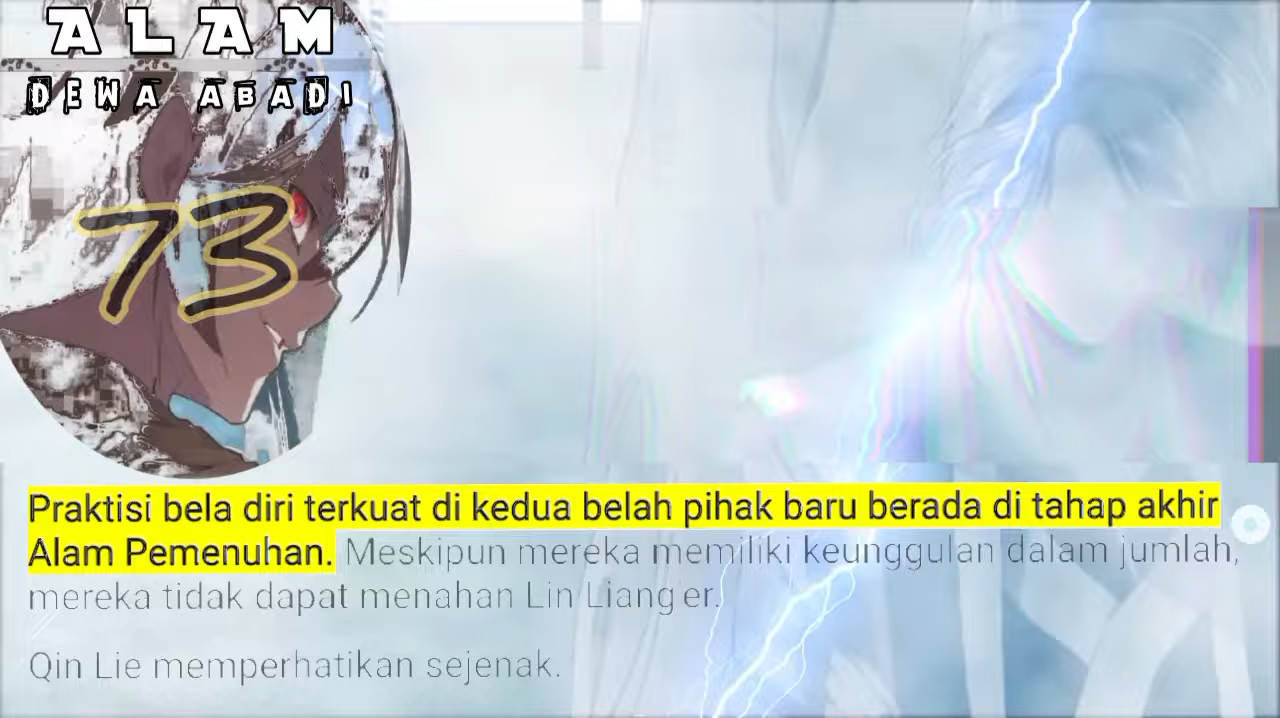 ALAM
DEWA ABADI
73
Praktisi bela diri terkuat di kedua belah pihak baru berada di tahap akhir
Alam Pemenuhan. Meskipun mereka memiliki keunggulan dalam jumlah,
mereka tidak dapat menahan Lin Liang er.
Qin Lie memperhatikan sejenak.